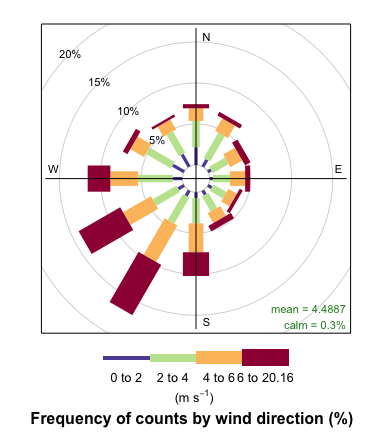 N
20%
15%
10%
5%
W
E
S
mean = 4.4887
calm = 0.3%
0 to 2 2 to 4 4 to 6 6 to 20.16
(m s⁻¹)
Frequency of counts by wind direction (%)